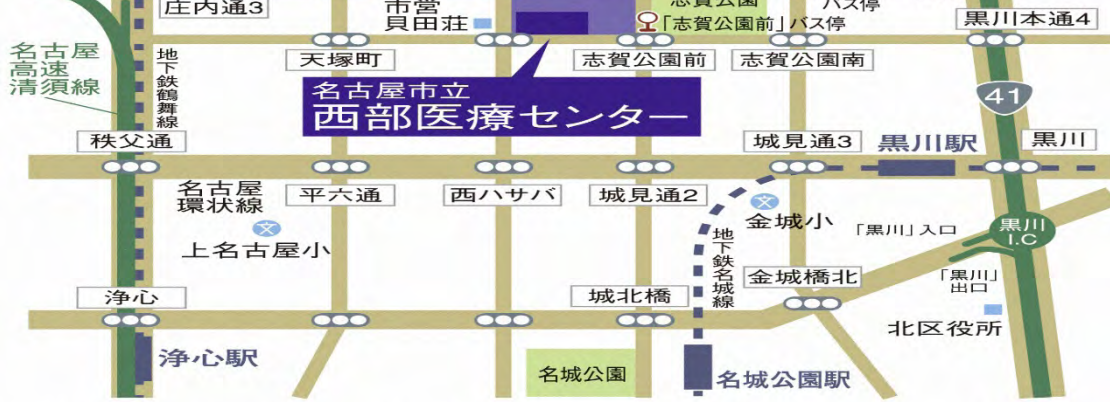 庄内通3
市営
貝田荘
志賀公園
バス停
「志賀公園前」バス停
黒川本通4
名古屋
高速
清須線
地下鉄鶴舞線
天塚町
志賀公園前
志賀公園南
名古屋市立
西部医療センター
41
秩父通
城見通3
黒川駅
黒川
名古屋
環状線
平六通
西ハサバ
城見通2
金城小
上名古屋小
地下鉄名城線
「黒川」入口
黒川
I.C
浄心
城北橋
金城橋北
「黒川」
出口
北区役所
浄心駅
名城公園
名城公園駅
文
文